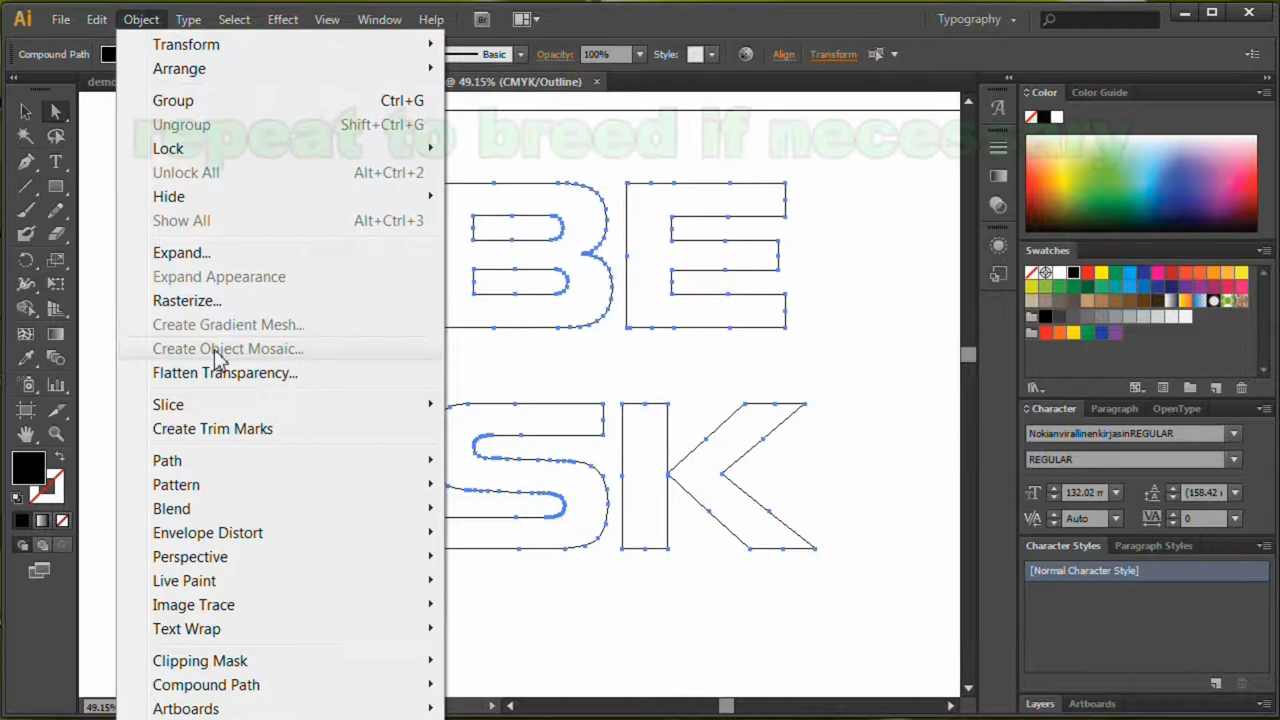 Ai File Edit Object Type Select Effect View Window Help Br Typography
Compound Path Basic Opacity: 100% Style: Align Transform
demo @ 49.15% (CMYK/Outline) ×
Transform
Arrange
Group Ctrl+G
Ungroup Shift+Ctrl+G
Lock
Unlock All Alt+Ctrl+2
Hide
Show All Alt+Ctrl+3
Expand...
Expand Appearance
Rasterize...
Create Gradient Mesh...
Create Object Mosaic...
Flatten Transparency...
Slice
Create Trim Marks
Path
Pattern
Blend
Envelope Distort
Perspective
Live Paint
Image Trace
Text Wrap
Clipping Mask
Compound Path
Artboards
repeat to breed if necessary
BE
SK
49.15%
Color Color Guide
Swatches
Character Paragraph OpenType
NokianvirallinenkirjasinREGULAR
REGULAR
132.02 (158.42
Auto 0
Character Styles Paragraph Styles
[Normal Character Style]
Layers Artboards